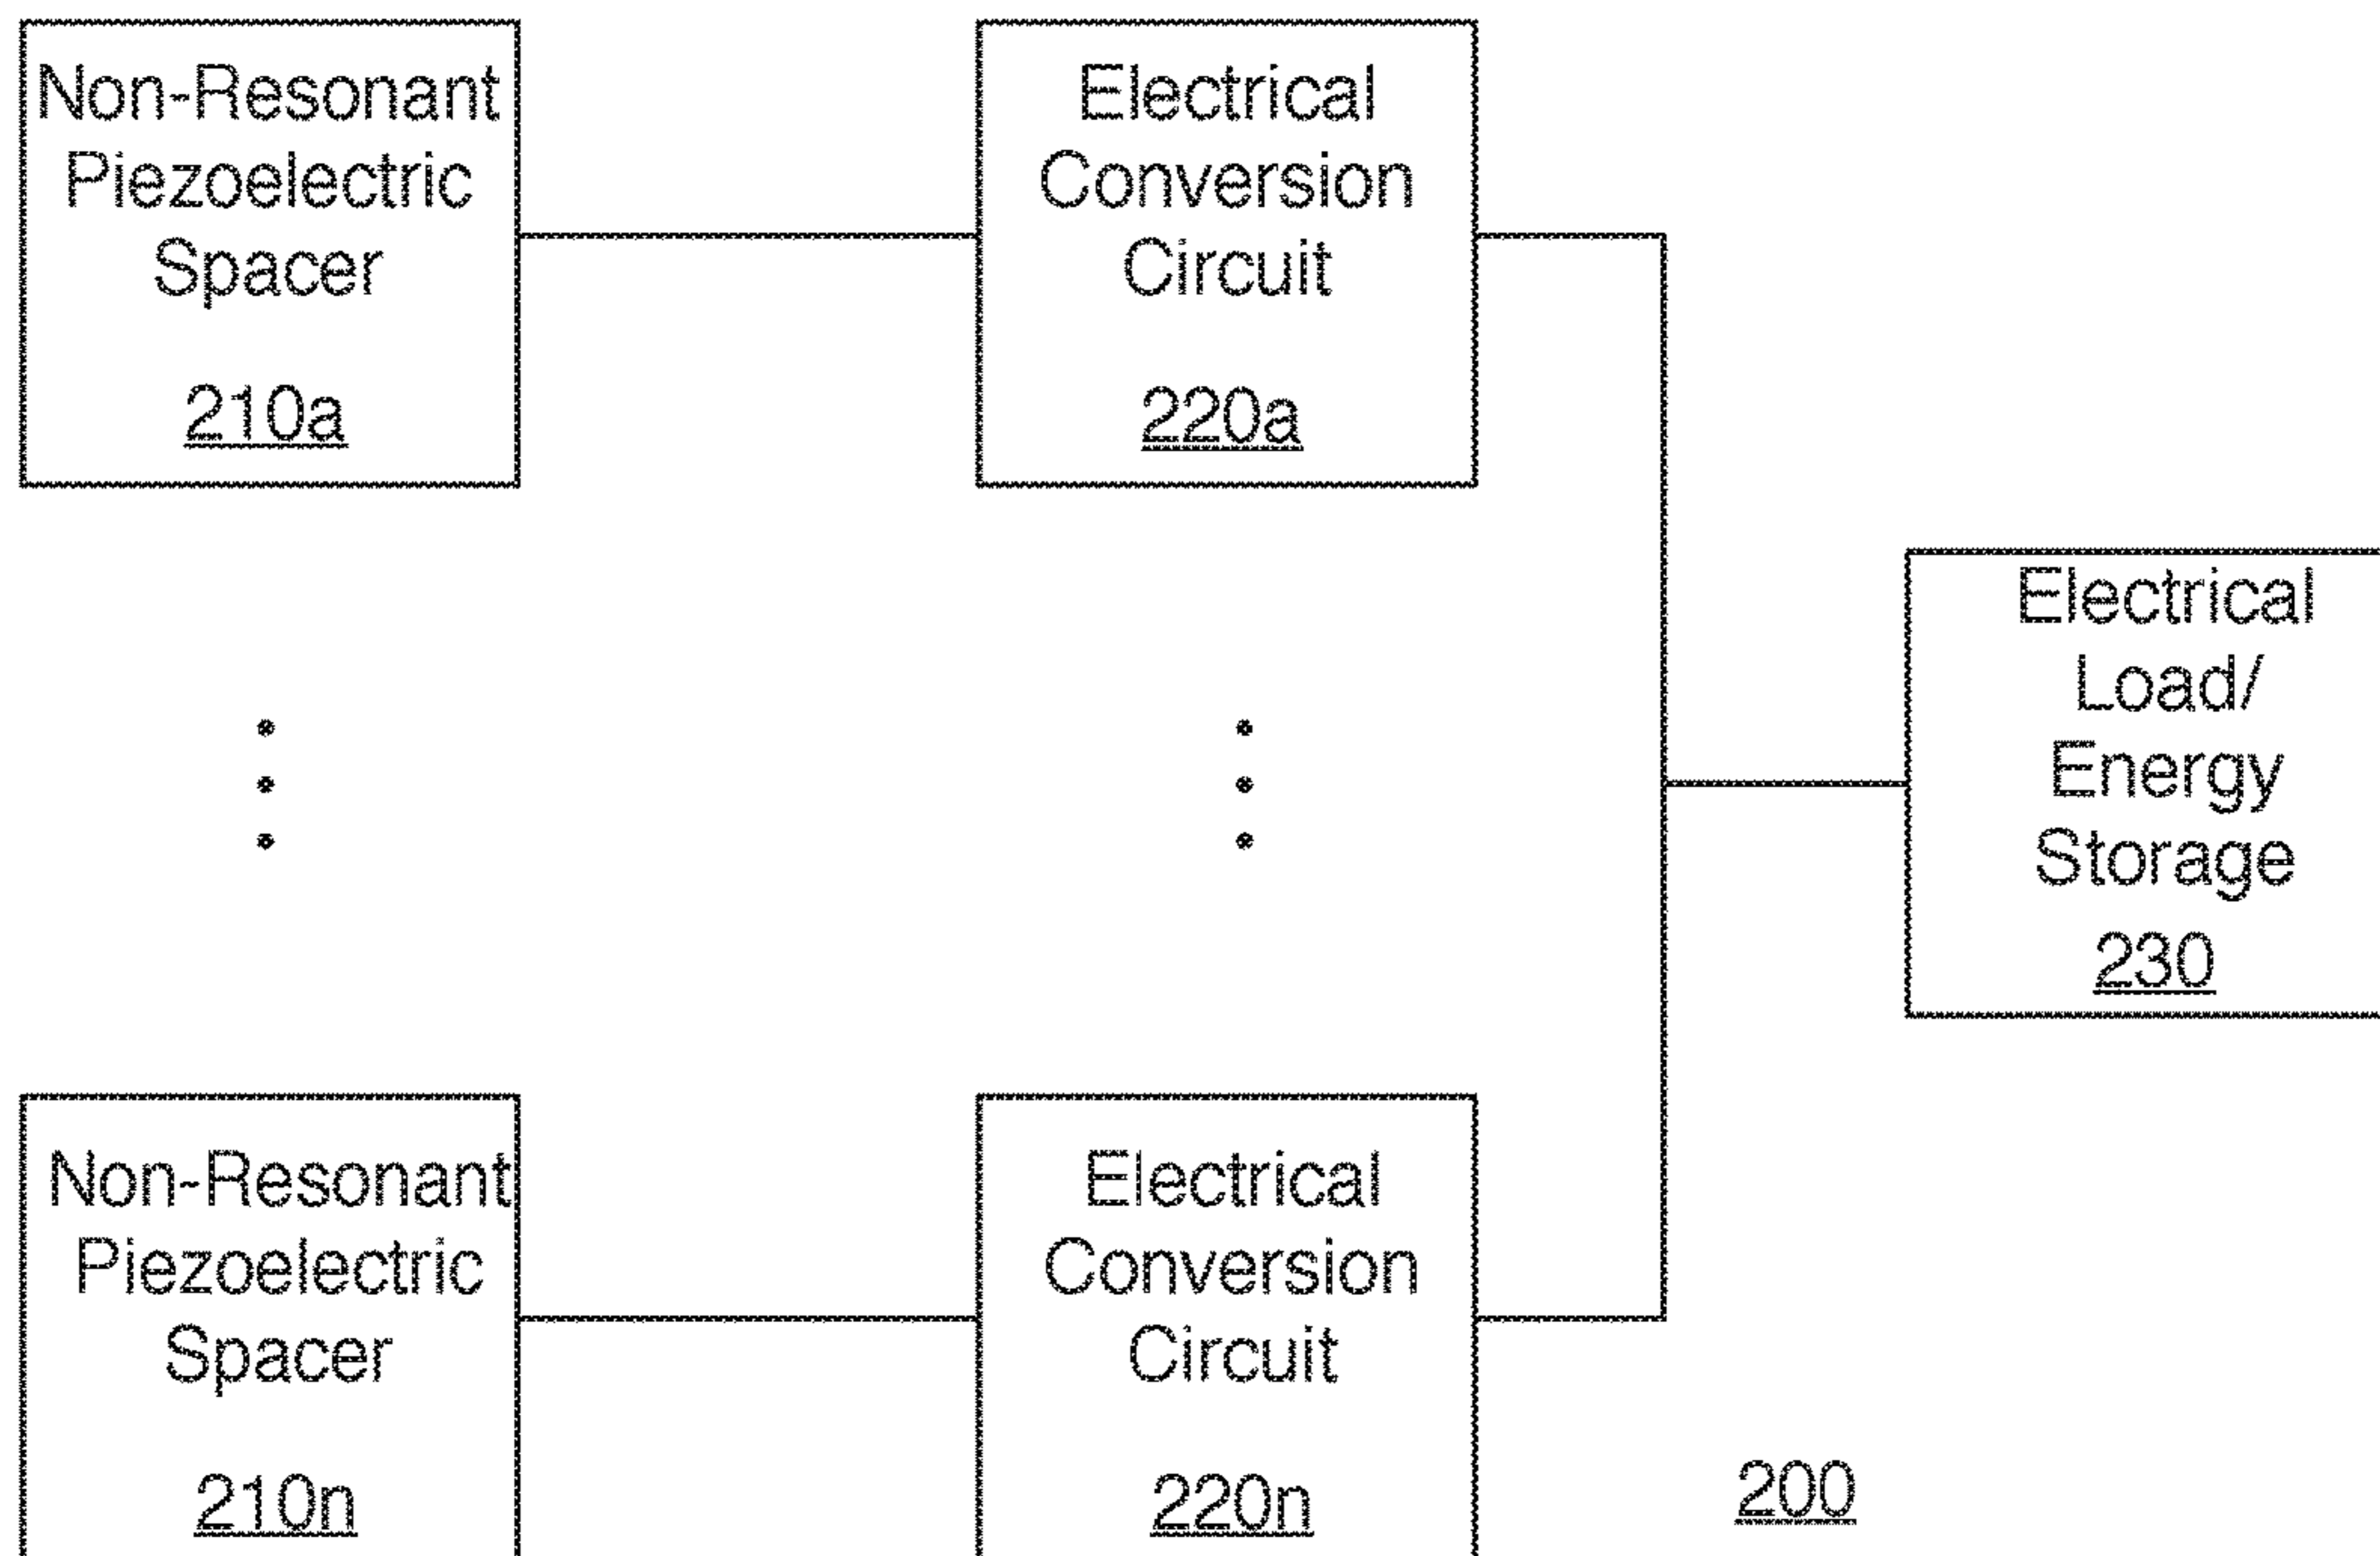 Non-Resonant
Piezoelectric
Spacer
210a
Electrical
Conversion
Circuit
220a
Electrical
Load/
Energy
Storage
230
Non-Resonant
Piezoelectric
Spacer
210n
Electrical
Conversion
Circuit
220n
200